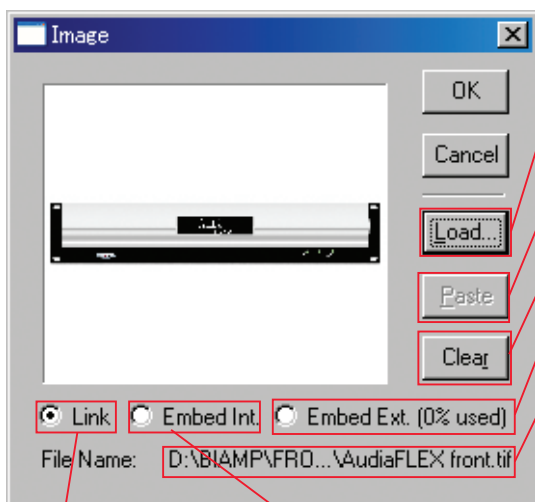 Image
OK
Cancel
Load...
Paste
Clear
Link
Embed Int.
Embed Ext. (0% used)
File Name: D:\BIAMP\FRO...\AudiaFLEX front.tif